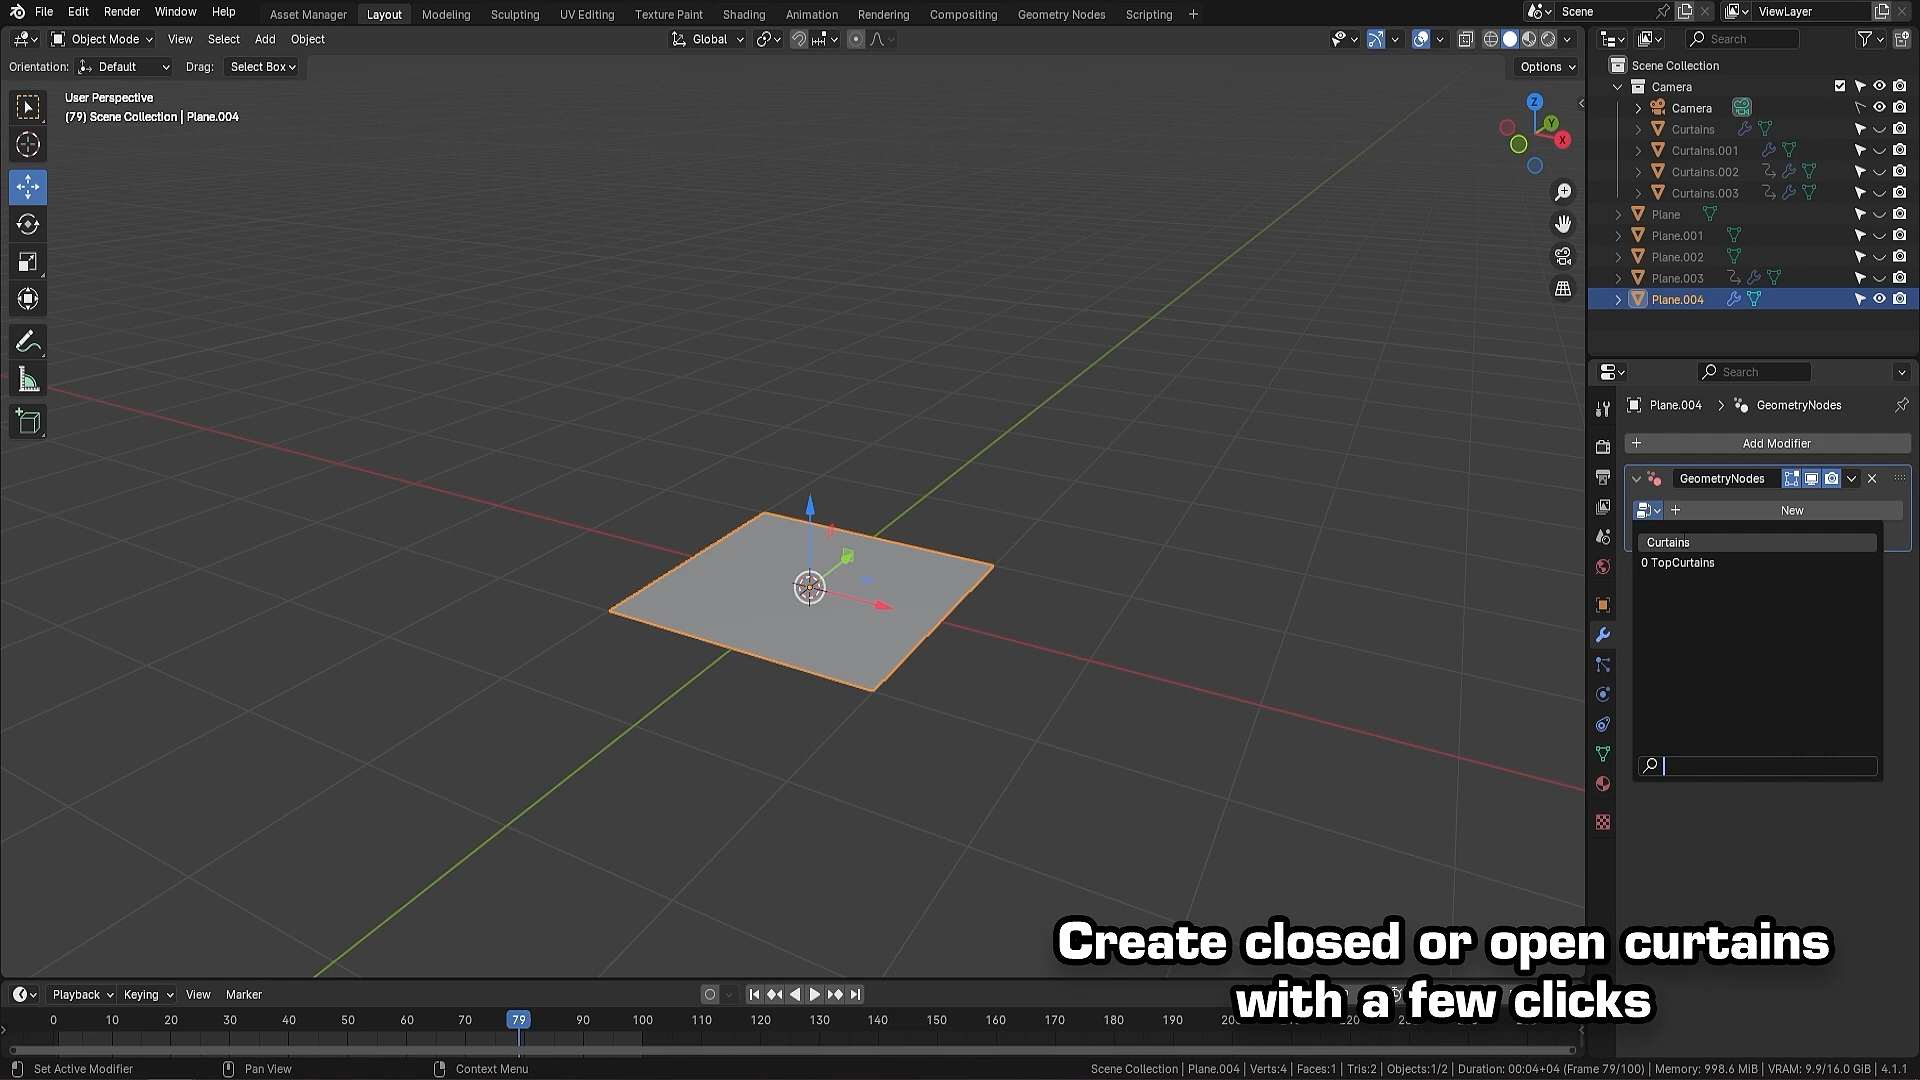 File Edit Render Window Help Asset Manager Layout Modeling Sculpting UV Editing Texture Paint Shading Animation Rendering Compositing Geometry Nodes Scripting + Scene ViewLayer
Object Mode View Select Add Object Global Search
Orientation: Default Drag: Select Box Options
User Perspective
(79) Scene Collection | Plane.004
Z
Y
X
Scene Collection
Camera
Camera
Curtains
Curtains.001
Curtains.002
Curtains.003
Plane
Plane.001
Plane.002
Plane.003
Plane.004
Search
Plane.004 > GeometryNodes
+ Add Modifier
GeometryNodes
+ New
Curtains
0 TopCurtains
Create closed or open curtains
with a few clicks
Playback Keying View Marker
0 10 20 30 40 50 60 70 79 90 100 110 120 130 140 150 160 170 180 190
Set Active Modifier Pan View Context Menu Scene Collection | Plane.004 | Verts:4 | Faces:1 | Tris:2 | Objects:1/2 | Duration: 00:04+04 (Frame 79/100) | Memory: 998.6 MiB | VRAM: 9.9/16.0 GiB | 4.1.1